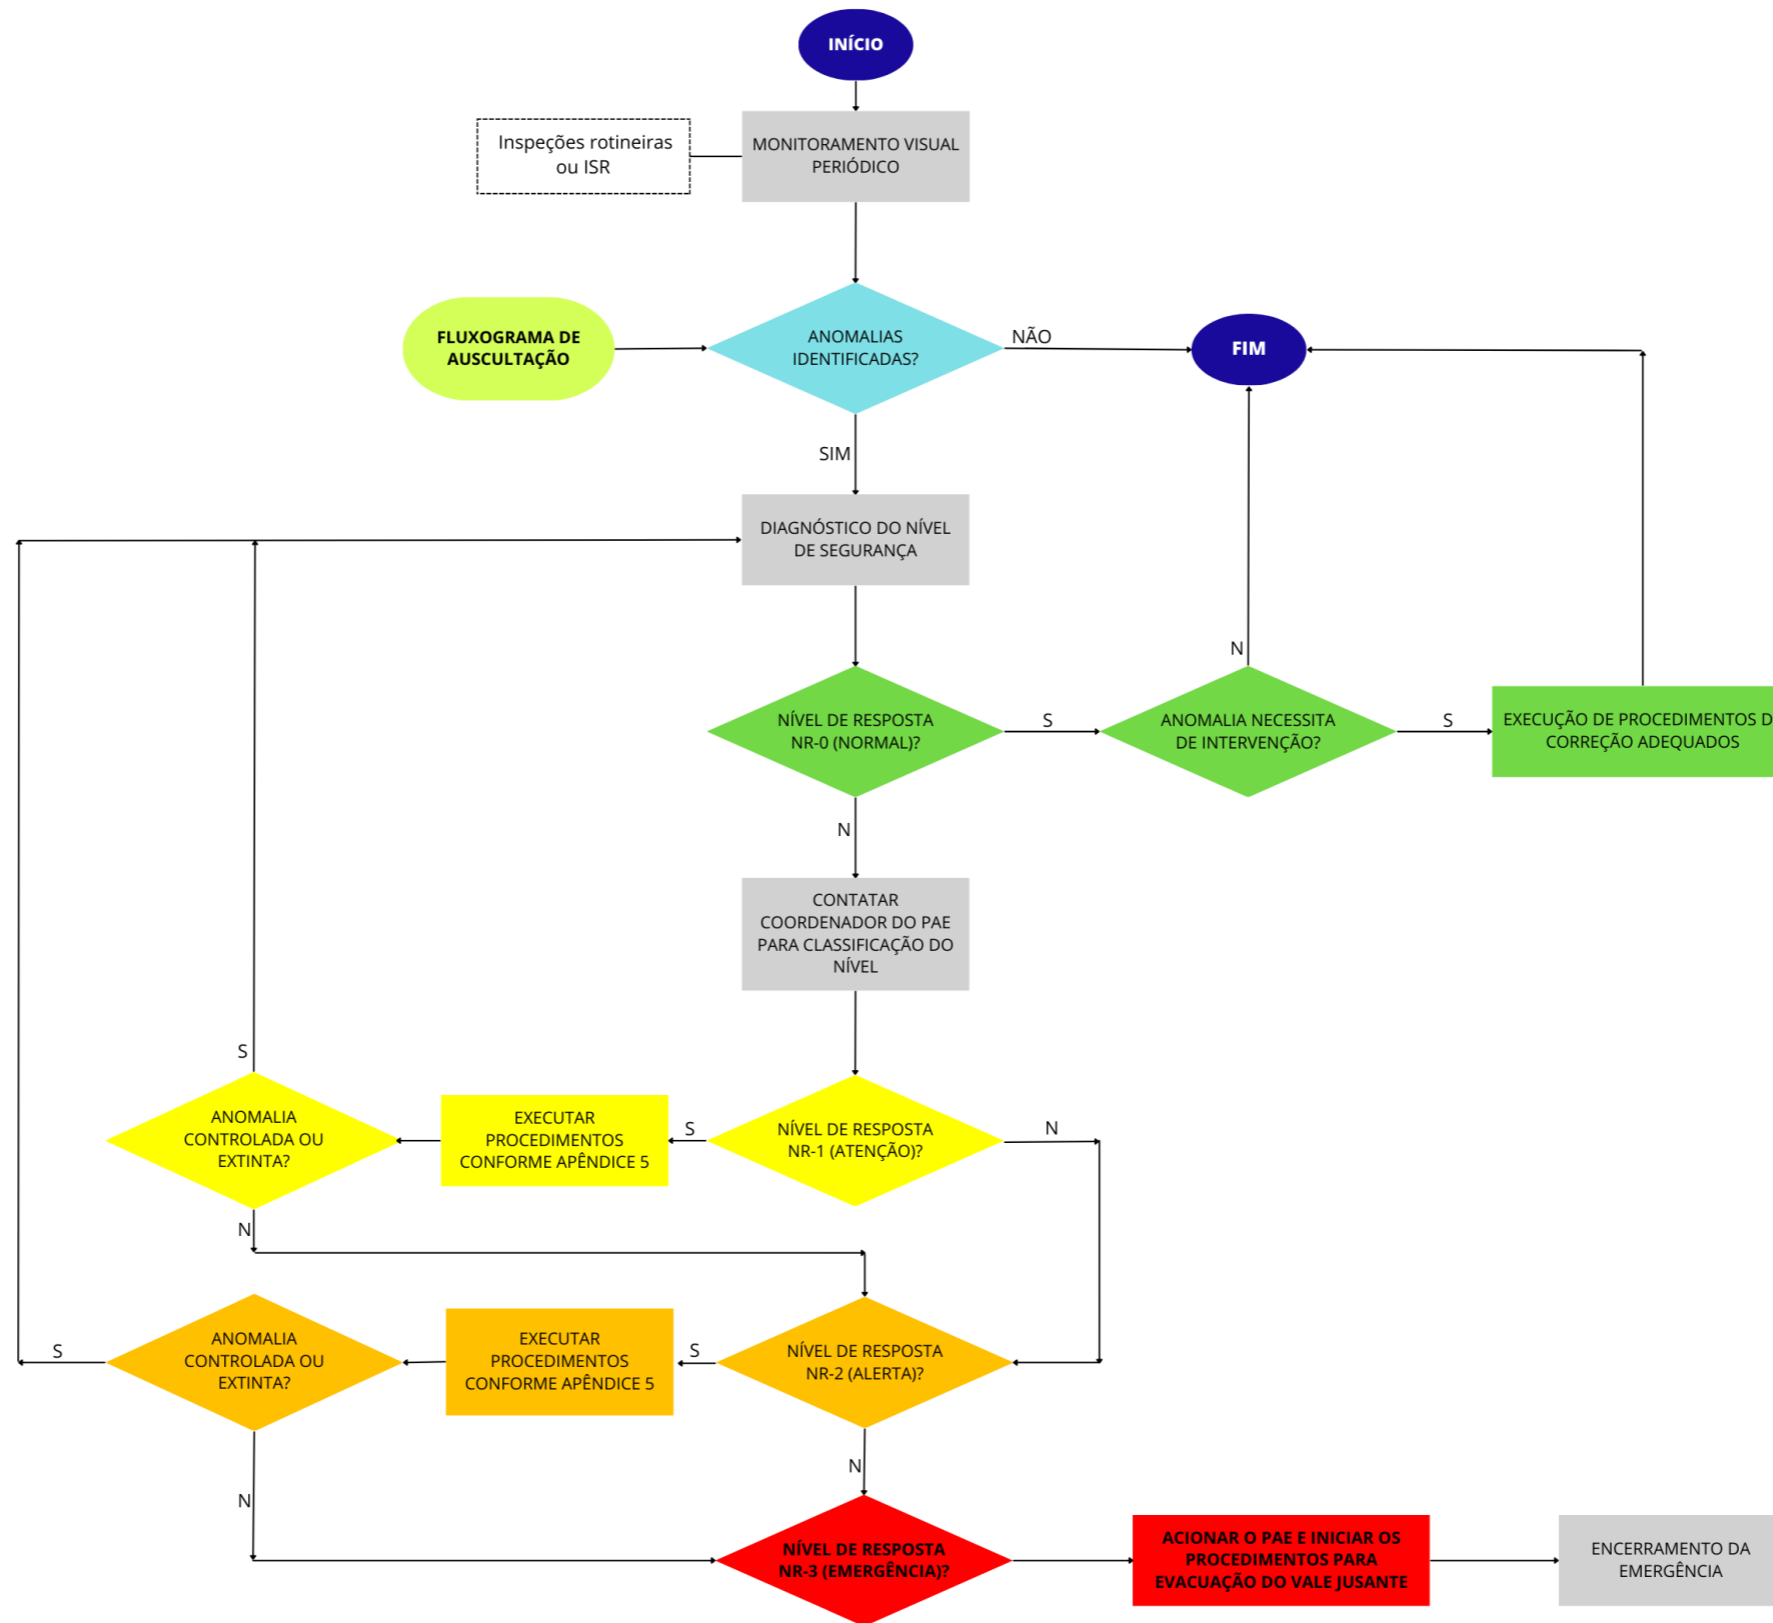 INÍCIO
Inspeções rotineiras
ou ISR
MONITORAMENTO VISUAL
PERIÓDICO
FLUXOGRAMA DE
AUSCULTAÇÃO
ANOMALIAS
IDENTIFICADAS?
NÃO
FIM
SIM
DIAGNÓSTICO DO NÍVEL
DE SEGURANÇA
N
NÍVEL DE RESPOSTA
NR-0 (NORMAL)?
S
ANOMALIA NECESSITA
DE INTERVENÇÃO?
S
EXECUÇÃO DE PROCEDIMENTOS D
CORREÇÃO ADEQUADOS
N
CONTATAR
COORDENADOR DO PAE
PARA CLASSIFICAÇÃO DO
NÍVEL
S
ANOMALIA
CONTROLADA OU
EXTINTA?
EXECUTAR
PROCEDIMENTOS
CONFORME APÊNDICE 5
S
NÍVEL DE RESPOSTA
NR-1 (ATENÇÃO)?
N
N
S
ANOMALIA
CONTROLADA OU
EXTINTA?
EXECUTAR
PROCEDIMENTOS
CONFORME APÊNDICE 5
S
NÍVEL DE RESPOSTA
NR-2 (ALERTA)?
N
N
NÍVEL DE RESPOSTA
NR-3 (EMERGÊNCIA)?
ACIONAR O PAE E INICIAR OS
PROCEDIMENTOS PARA
EVACUAÇÃO DO VALE JUSANTE
ENCERRAMENTO DA
EMERGÊNCIA